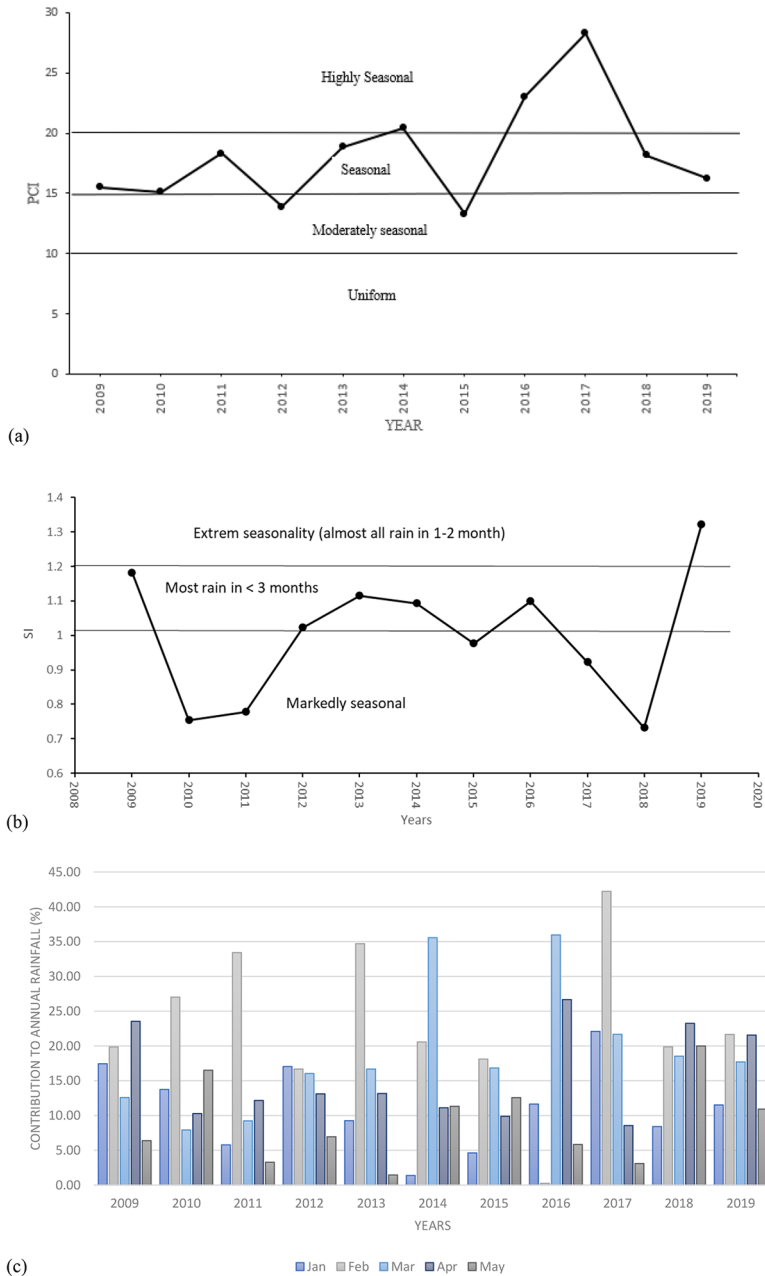 30
25
20
15
10
5
0
PCI
Highly Seasonal
Seasonal
Moderately seasonal
Uniform
2009
2010
2011
2012
2013
2014
2015
2016
2017
2018
2019
YEAR
(a)
1.4
1.3
1.2
1.1
1
0.9
0.8
0.7
0.6
SI
Extrem seasonality (almost all rain in 1-2 month)
Most rain in < 3 months
Markedly seasonal
2008
2009
2010
2011
2012
2013
2014
2015
2016
2017
2018
2019
2020
Years
(b)
45.00
40.00
35.00
30.00
25.00
20.00
15.00
10.00
5.00
0.00
CONTRIBUTION TO ANNUAL RAINFALL (%)
2009 2010 2011 2012 2013 2014 2015 2016 2017 2018 2019
YEARS
Jan Feb Mar Apr May
(c)